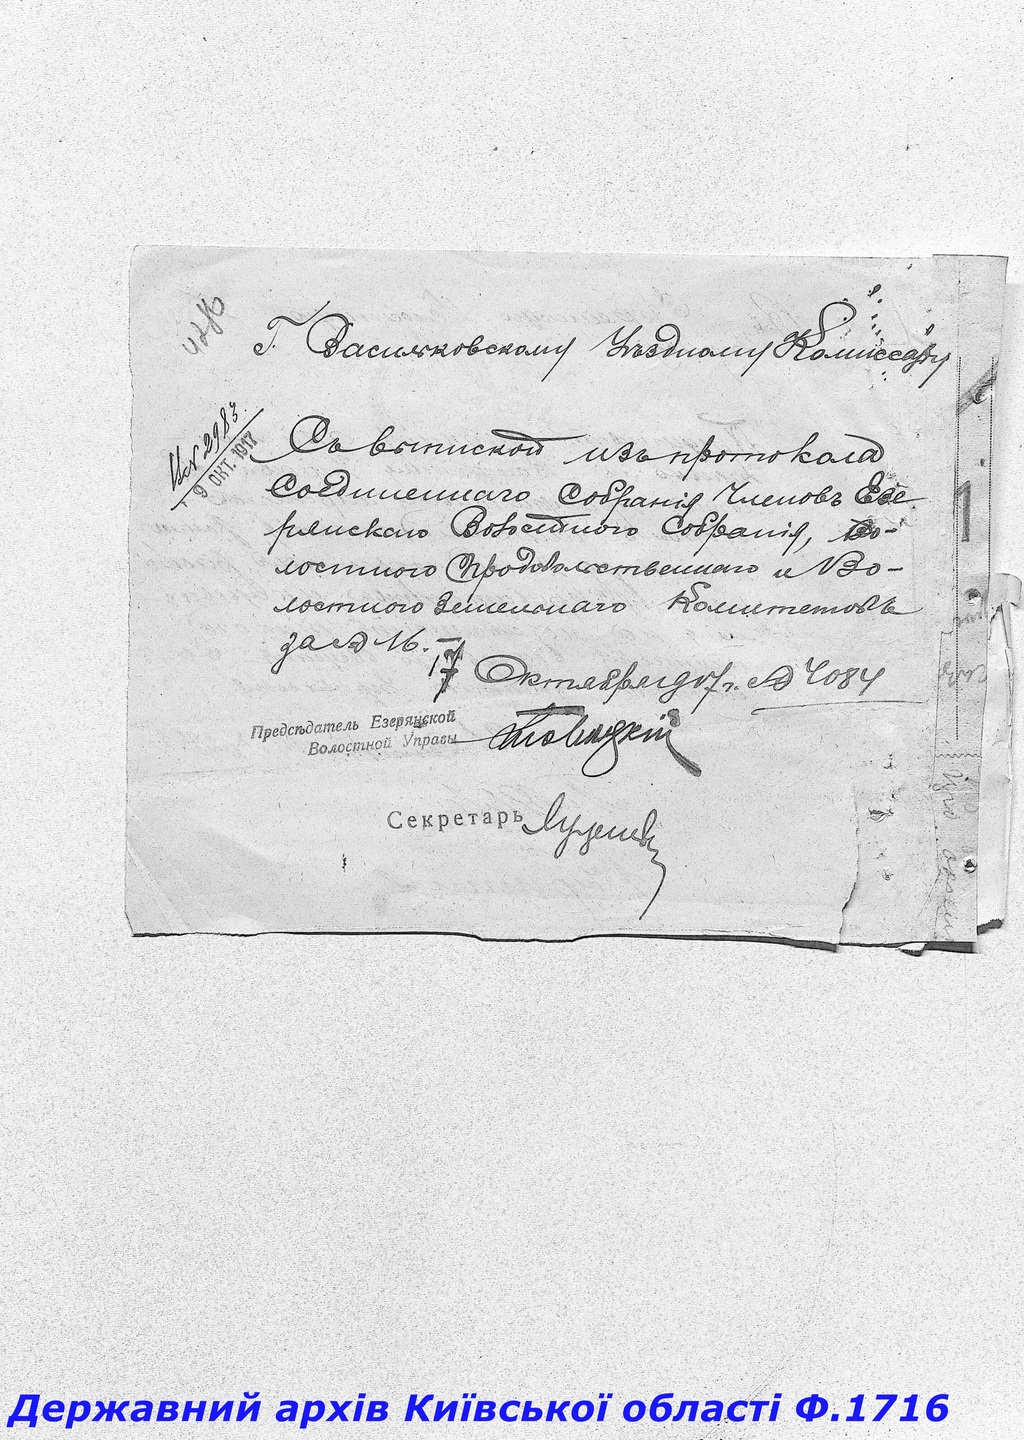 Г. Васильковскому Уѣздному Комиссару
Вх № 2983.
9 ОКТ. 1917
Съ выпиской изъ протокола
Соединеннаго Собранія Членовъ Езе-
рянскаго Волостного Собранія, Во-
лостного Продовольственнаго и Во-
лостного Земельнаго Комитетовъ
за № 16.
17 Октября 1917 г. № 4084
Предсѣдатель Езерянской
Волостной Управы
Секретарь
Державний архів Київської області Ф.1716